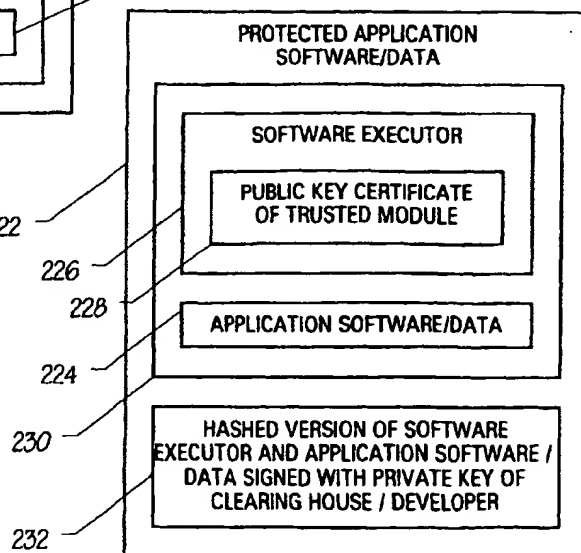 PROTECTED APPLICATION
SOFTWARE/DATA
SOFTWARE EXECUTOR
PUBLIC KEY CERTIFICATE
OF TRUSTED MODULE
22
226
228
APPLICATION SOFTWARE/DATA
224
230
HASHED VERSION OF SOFTWARE
EXECUTOR AND APPLICATION SOFTWARE /
DATA SIGNED WITH PRIVATE KEY OF
CLEARING HOUSE / DEVELOPER
232